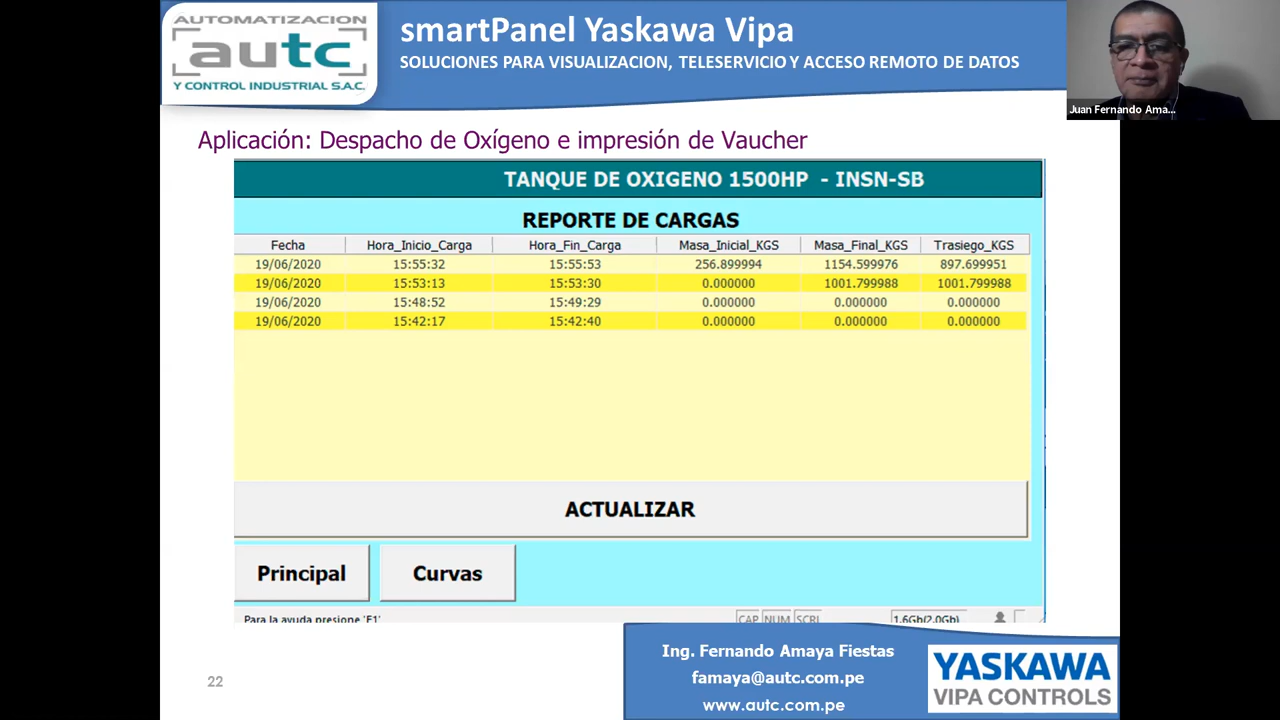 AUTOMATIZACION
autc
Y CONTROL INDUSTRIAL S.A.C.
smartPanel Yaskawa Vipa
SOLUCIONES PARA VISUALIZACION, TELESERVICIO Y ACCESO REMOTO DE DATOS
Juan Fernando Ama...
Aplicación: Despacho de Oxígeno e impresión de Vaucher
TANQUE DE OXIGENO 1500HP - INSN-SB
REPORTE DE CARGAS
Fecha Hora_Inicio_Carga Hora_Fin_Carga Masa_Inicial_KGS Masa_Final_KGS Trasiego_KGS
19/06/2020 15:55:32 15:55:53 256.899994 1154.599976 897.699951
19/06/2020 15:53:13 15:53:30 0.000000 1001.799988 1001.799988
19/06/2020 15:48:52 15:49:29 0.000000 0.000000 0.000000
19/06/2020 15:42:17 15:42:40 0.000000 0.000000 0.000000
ACTUALIZAR
Principal Curvas
Para la ayuda presione 'F1' CAP NUM SCRL 1.6Gb(2.0Gb)
Ing. Fernando Amaya Fiestas
famaya@autc.com.pe
www.autc.com.pe
YASKAWA
VIPA CONTROLS
22